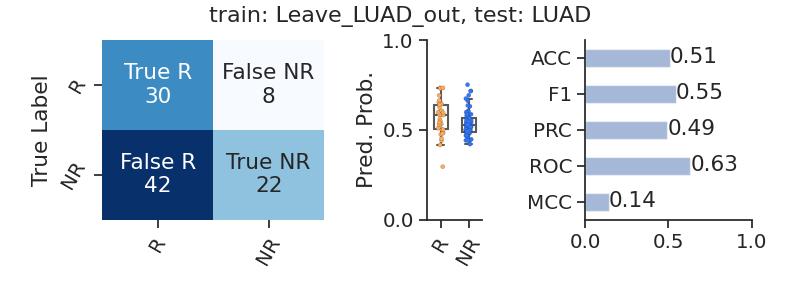 train: Leave_LUAD_out, test: LUAD
True Label
R
NR
True R
30
False NR
8
False R
42
True NR
22
R
NR
Pred. Prob.
1.0
0.5
0.0
R
NR
ACC
0.51
F1
0.55
PRC
0.49
ROC
0.63
MCC
0.14
0.0
0.5
1.0